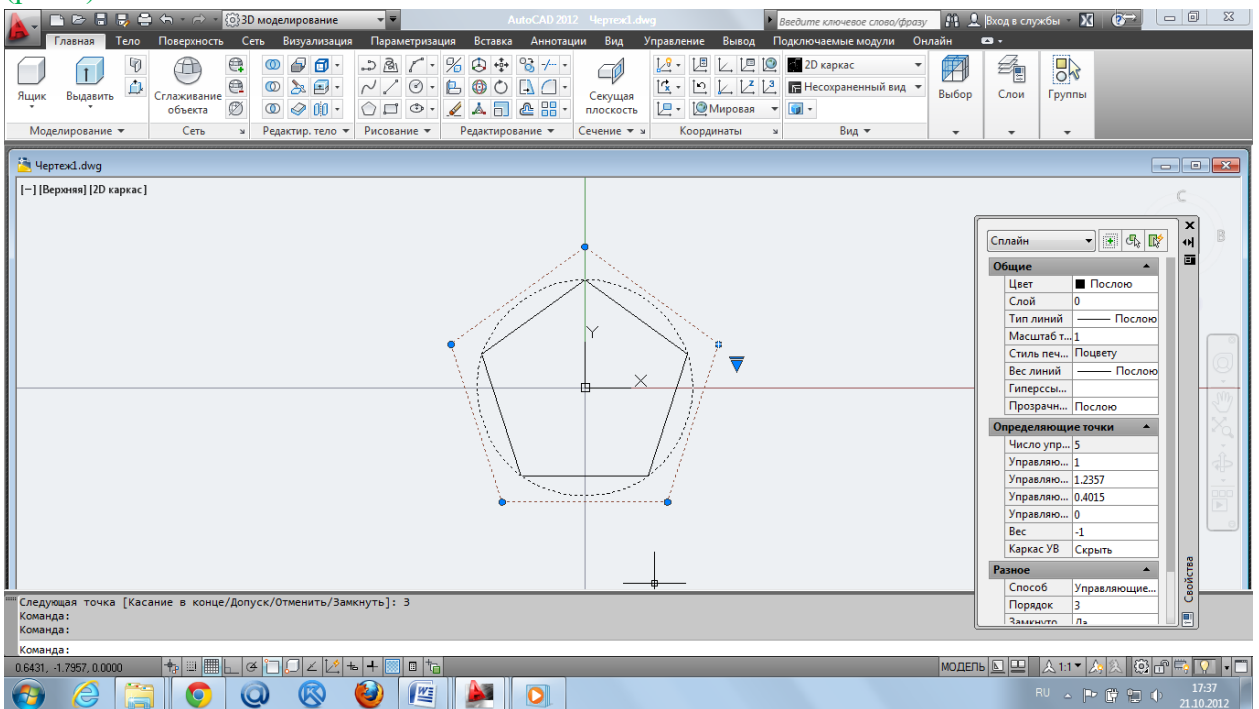 3D моделирование
AutoCAD 2012 Чертеж1.dwg
Введите ключевое слово/фразу
Вход в службы
Главная Тело Поверхность Сеть Визуализация Параметризация Вставка Аннотации Вид Управление Вывод Подключаемые модули Онлайн
Ящик
Выдавить
Сглаживание
объекта
Секущая
плоскость
Мировая
2D каркас
Несохраненный вид
Выбор
Слои
Группы
Моделирование
Сеть
Редактир. тело
Рисование
Редактирование
Сечение
Координаты
Вид
Чертеж1.dwg
[−] [Верхняя] [2D каркас]
С
В
Y
X
Сплайн
Общие
Цвет Послою
Слой 0
Тип линий Послою
Масштаб т... 1
Стиль печ... Поцвету
Вес линий Послою
Гиперссы...
Прозрачн... Послою
Определяющие точки
Число упр... 5
Управляю... 1
Управляю... 1.2357
Управляю... 0.4015
Управляю... 0
Вес -1
Каркас УВ Скрыть
Разное
Способ Управляющие...
Порядок 3
Замкнуто Да
Свойства
Следующая точка [Касание в конце/Допуск/Отменить/Замкнуть]: 3
Команда:
Команда:
Команда:
0.6431, -1.7957, 0.0000
МОДЕЛЬ
1:1
RU
17:37
21.10.2012